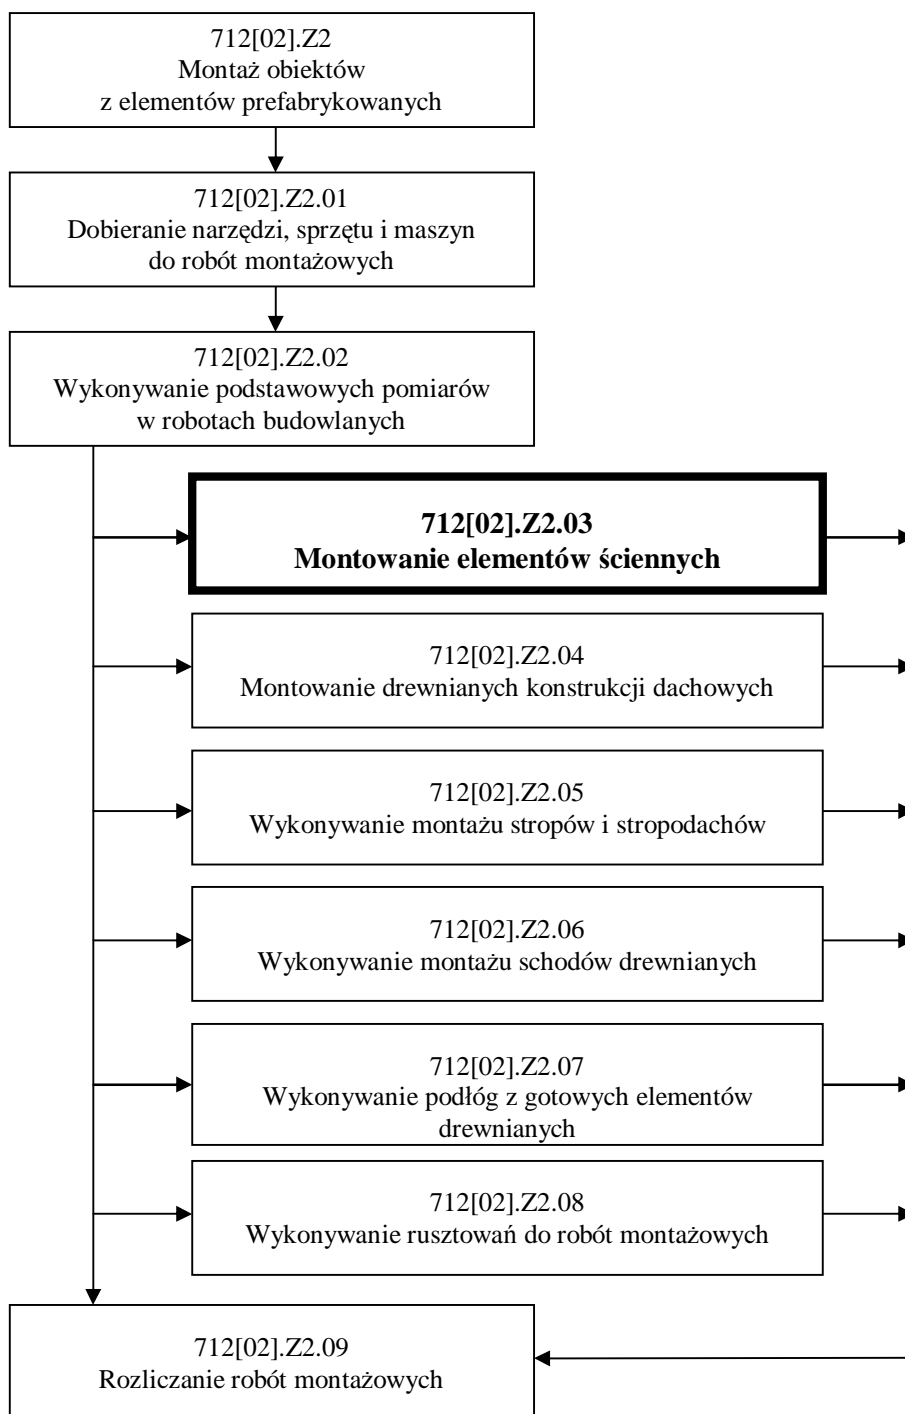 712[02].Z2
Montaż obiektów
z elementów prefabrykowanych
712[02].Z2.01
Dobieranie narzędzi, sprzętu i maszyn
do robót montażowych
712[02].Z2.02
Wykonywanie podstawowych pomiarów
w robotach budowlanych
712[02].Z2.03
Montowanie elementów ściennych
712[02].Z2.04
Montowanie drewnianych konstrukcji dachowych
712[02].Z2.05
Wykonywanie montażu stropów i stropodachów
712[02].Z2.06
Wykonywanie montażu schodów drewnianych
712[02].Z2.07
Wykonywanie podłóg z gotowych elementów
drewnianych
712[02].Z2.08
Wykonywanie rusztowań do robót montażowych
712[02].Z2.09
Rozliczanie robót montażowych